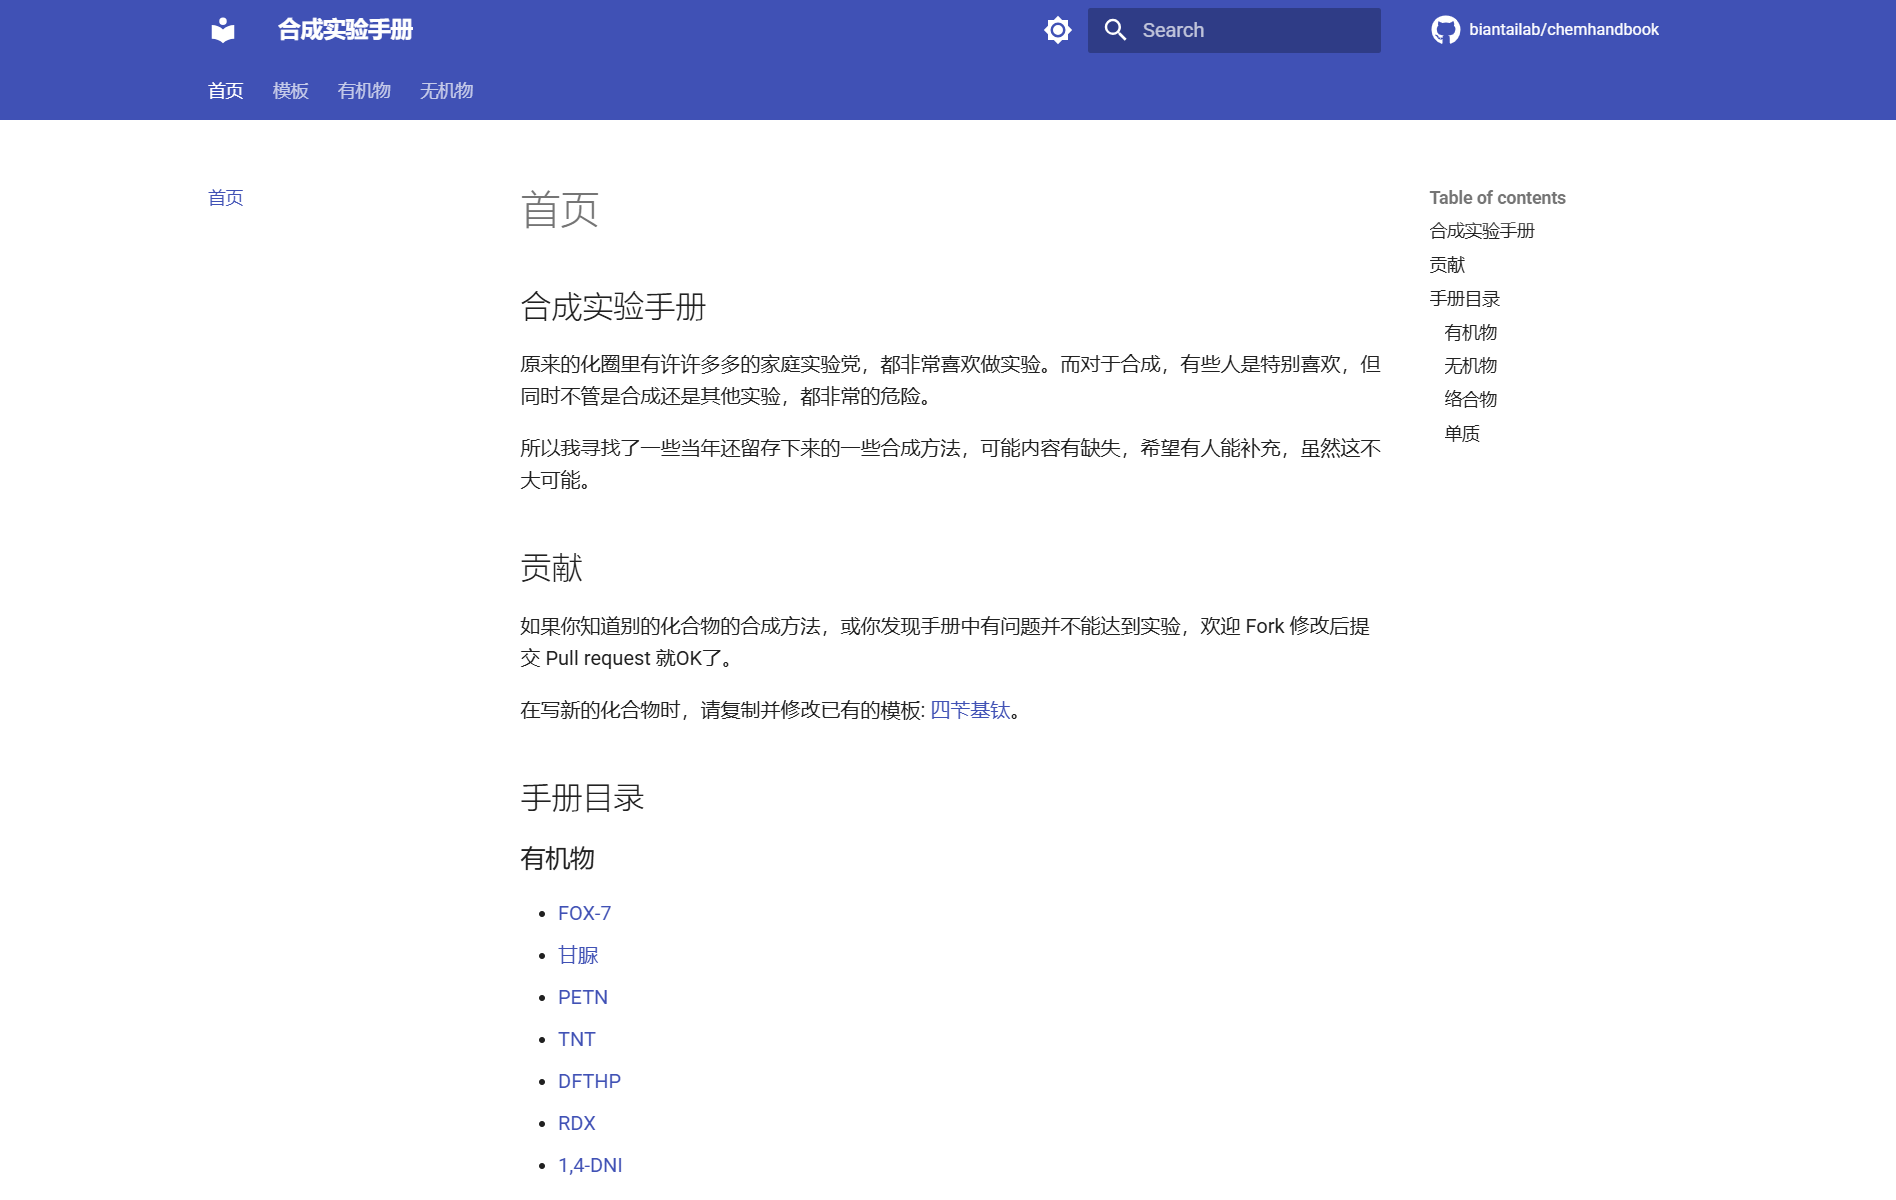 合成实验手册
Search
biantailab/chemhandbook
首页 模板 有机物 无机物
首页
首页
合成实验手册
原来的化圈里有许许多多的家庭实验党，都非常喜欢做实验。而对于合成，有些人是特别喜欢，但
同时不管是合成还是其他实验，都非常的危险。
所以我寻找了一些当年还留存下来的一些合成方法，可能内容有缺失，希望有人能补充，虽然这不
大可能。
贡献
如果你知道别的化合物的合成方法，或你发现手册中有问题并不能达到实验，欢迎 Fork 修改后提
交 Pull request 就OK了。
在写新的化合物时，请复制并修改已有的模板: 四苄基钛。
手册目录
有机物
FOX-7
甘脲
PETN
TNT
DFTHP
RDX
1,4-DNI
Table of contents
合成实验手册
贡献
手册目录
有机物
无机物
络合物
单质